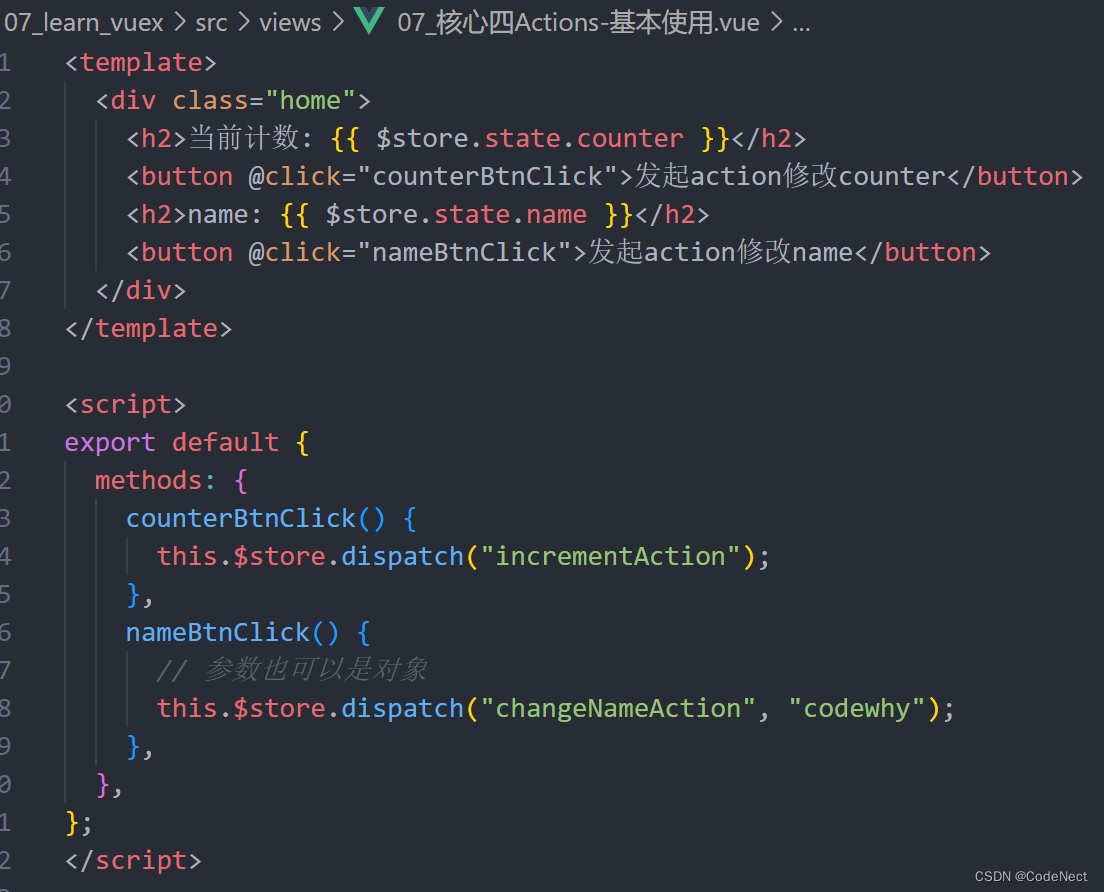 07_learn_vuex > src > views > 07_核心四Actions-基本使用.vue > ...
1 <template>
2 <div class="home">
3 <h2>当前计数: {{ $store.state.counter }}</h2>
4 <button @click="counterBtnClick">发起action修改counter</button>
5 <h2>name: {{ $store.state.name }}</h2>
6 <button @click="nameBtnClick">发起action修改name</button>
7 </div>
8 </template>
9
0 <script>
1 export default {
2 methods: {
3 counterBtnClick() {
4 this.$store.dispatch("incrementAction");
5 },
6 nameBtnClick() {
7 // 参数也可以是对象
8 this.$store.dispatch("changeNameAction", "codewhy");
9 },
0 },
1 };
2 </script>
CSDN @CodeNect